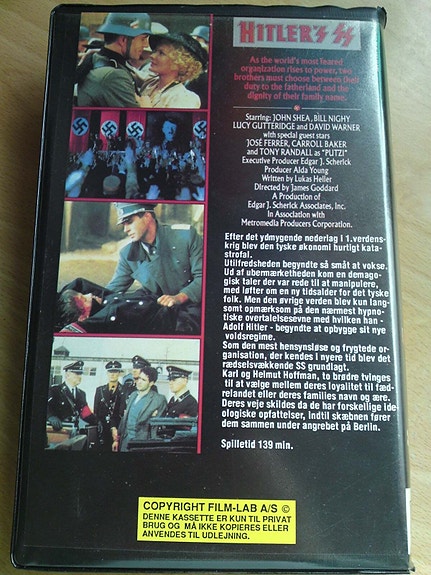 HITLER'S SS
As the world's most feared
organization rises to power, two
brothers must choose between their
duty to the fatherland and the
dignity of their family name.
Starring: JOHN SHEA, BILL NIGHY
LUCY GUTTERIDGE and DAVID WARNER
with special guest stars
JOSÉ FERRER, CARROLL BAKER
and TONY RANDALL as "PUTZI"
Executive Producer Edgar J. Scherick
Producer Aida Young
Written by Lukas Heller
Directed by James Goddard
A Production of
Edgar J. Scherick Associates, Inc.
In Association with
Metromedia Producers Corporation.
Efter det ydmygende nederlag i 1.verdens-
krig blev den tyske økonomi hurtigt kata-
strofal.
Utilfredsheden begyndte så småt at vokse.
Ud af ubemærketheden kom en demago-
gisk taler der var rede til at manipulere,
med løfter om en ny tidsalder for det tyske
folk. Men den øvrige verden blev kun lang-
somt opmærksom på den nærmest hypno-
tiske overtalelsesevne med hvilken han -
Adolf Hitler - begyndte at opbygge sit nye
voldsregime.
Som den mest hensynsløse og frygtede or-
ganisation, der kendes i nyere tid blev det
rædselsvækkende SS grundlagt.
Karl og Helmut Hoffman, to brødre tvinges
til at vælge mellem deres loyalitet til fæd-
relandet eller deres families navn og ære.
Deres veje skildes da de har forskellige ide
ologiske opfattelser, indtil skæbnen fører
dem sammen under angrebet på Berlin.
Spilletid 139 min.
COPYRIGHT FILM-LAB A/S ©
DENNE KASSETTE ER KUN TIL PRIVAT
BRUG OG MÅ IKKE KOPIERES ELLER
ANVENDES TIL UDLEJNING.